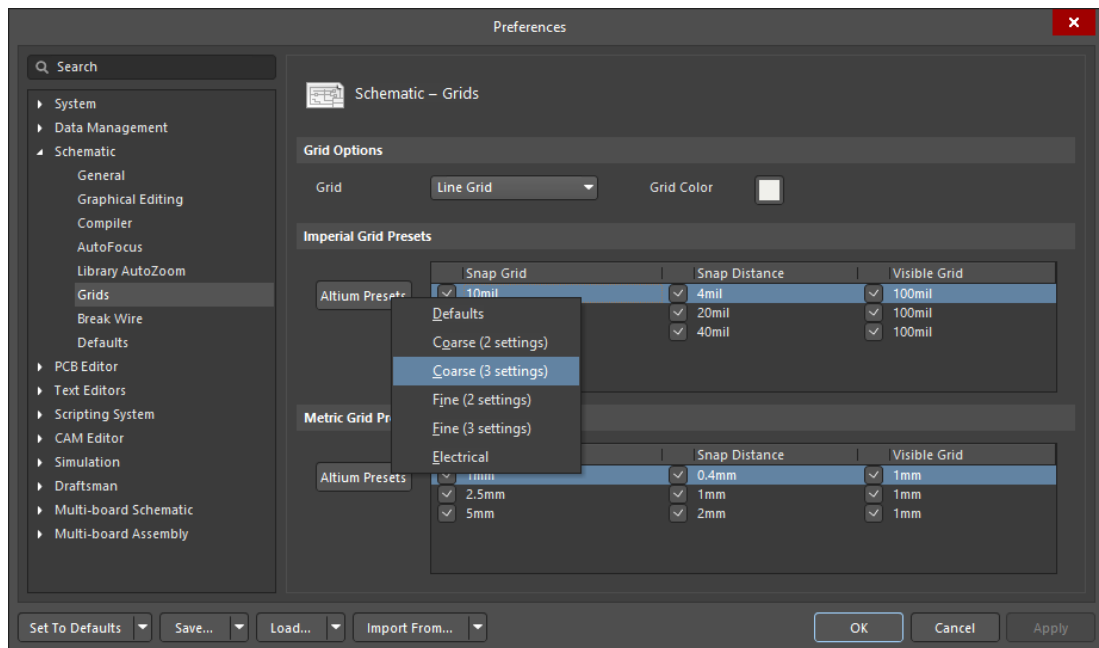 Preferences
Search
System
Data Management
Schematic
General
Graphical Editing
Compiler
AutoFocus
Library AutoZoom
Grids
Break Wire
Defaults
PCB Editor
Text Editors
Scripting System
CAM Editor
Simulation
Draftsman
Multi-board Schematic
Multi-board Assembly
Schematic – Grids
Grid Options
Grid Line Grid Grid Color
Imperial Grid Presets
Altium Presets
Snap Grid Snap Distance Visible Grid
10mil 4mil 100mil
20mil 100mil
40mil 100mil
Defaults
Coarse (2 settings)
Coarse (3 settings)
Fine (2 settings)
Fine (3 settings)
Electrical
Metric Grid
Altium Presets
Snap Distance Visible Grid
1mm 0.4mm 1mm
2.5mm 1mm 1mm
5mm 2mm 1mm
Set To Defaults Save... Load... Import From... OK Cancel Apply